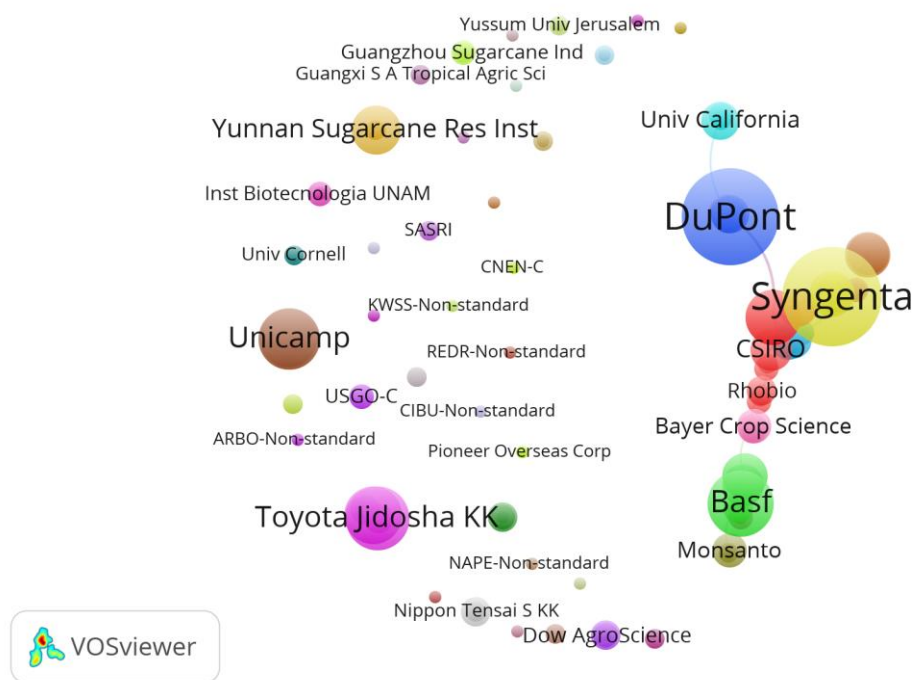 Yussum Univ Jerusalem
Guangzhou Sugarcane Ind
Guangxi S A Tropical Agric Sci
Univ California
Yunnan Sugarcane Res Inst
Inst Biotecnologia UNAM
DuPont
SASRI
Univ Cornell
CNEN-C
Syngenta
KWSS-Non-standard
Unicamp
CSIRO
REDR-Non-standard
Rhobio
USGO-C
CIBU-Non-standard
Bayer Crop Science
ARBO-Non-standard
Pioneer Overseas Corp
Basf
Toyota Jidosha KK
Monsanto
NAPE-Non-standard
Nippon Tensai S KK
Dow AgroScience
VOSviewer